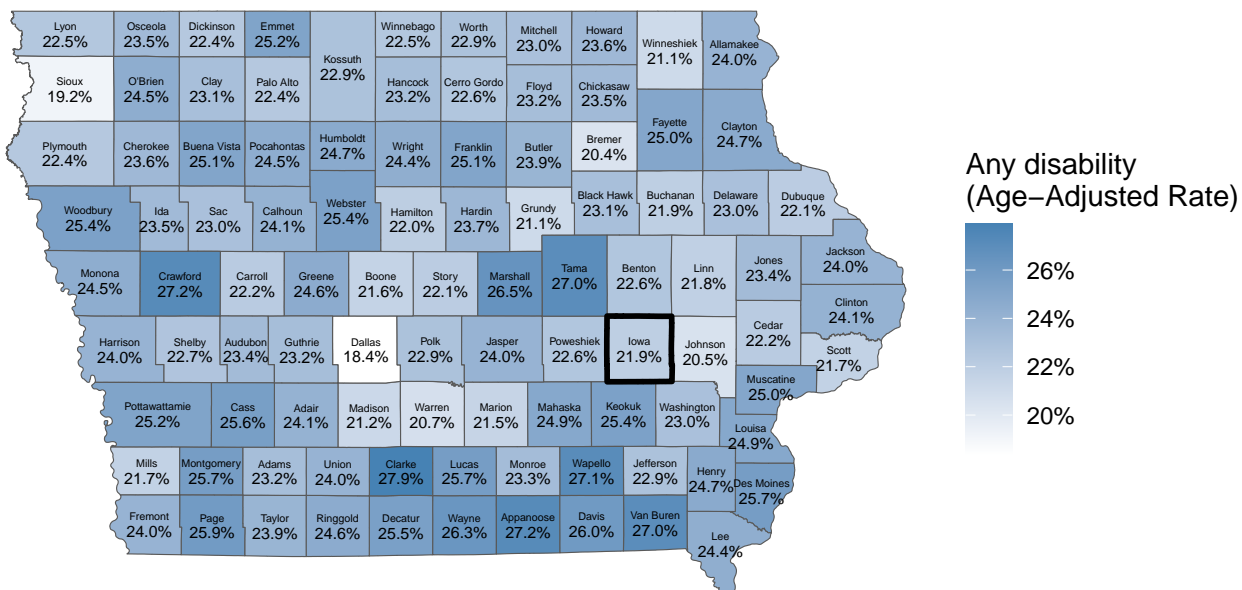 Lyon
22.5%
Osceola
23.5%
Dickinson
22.4%
Emmet
25.2%
Kossuth
22.9%
Winnebago
22.5%
Worth
22.9%
Mitchell
23.0%
Howard
23.6%
Winneshiek
21.1%
Allamakee
24.0%
Sioux
19.2%
O'Brien
24.5%
Clay
23.1%
Palo Alto
22.4%
Hancock
23.2%
Cerro Gordo
22.6%
Floyd
23.2%
Chickasaw
23.5%
Fayette
25.0%
Clayton
24.7%
Plymouth
22.4%
Cherokee
23.6%
Buena Vista
25.1%
Pocahontas
24.5%
Humboldt
24.7%
Wright
24.4%
Franklin
25.1%
Butler
23.9%
Bremer
20.4%
Woodbury
25.4%
Ida
23.5%
Sac
23.0%
Calhoun
24.1%
Webster
25.4%
Hamilton
22.0%
Hardin
23.7%
Grundy
21.1%
Black Hawk
23.1%
Buchanan
21.9%
Delaware
23.0%
Dubuque
22.1%
Monona
24.5%
Crawford
27.2%
Carroll
22.2%
Greene
24.6%
Boone
21.6%
Story
22.1%
Marshall
26.5%
Tama
27.0%
Benton
22.6%
Linn
21.8%
Jones
23.4%
Jackson
24.0%
Clinton
24.1%
Harrison
24.0%
Shelby
22.7%
Audubon
23.4%
Guthrie
23.2%
Dallas
18.4%
Polk
22.9%
Jasper
24.0%
Poweshiek
22.6%
Iowa
21.9%
Johnson
20.5%
Cedar
22.2%
Scott
21.7%
Muscatine
25.0%
Pottawattamie
25.2%
Cass
25.6%
Adair
24.1%
Madison
21.2%
Warren
20.7%
Marion
21.5%
Mahaska
24.9%
Keokuk
25.4%
Washington
23.0%
Louisa
24.9%
Mills
21.7%
Montgomery
25.7%
Adams
23.2%
Union
24.0%
Clarke
27.9%
Lucas
25.7%
Monroe
23.3%
Wapello
27.1%
Jefferson
22.9%
Henry
24.7%
Des Moines
25.7%
Fremont
24.0%
Page
25.9%
Taylor
23.9%
Ringgold
24.6%
Decatur
25.5%
Wayne
26.3%
Appanoose
27.2%
Davis
26.0%
Van Buren
27.0%
Lee
24.4%
Any disability
(Age−Adjusted Rate)
26%
24%
22%
20%